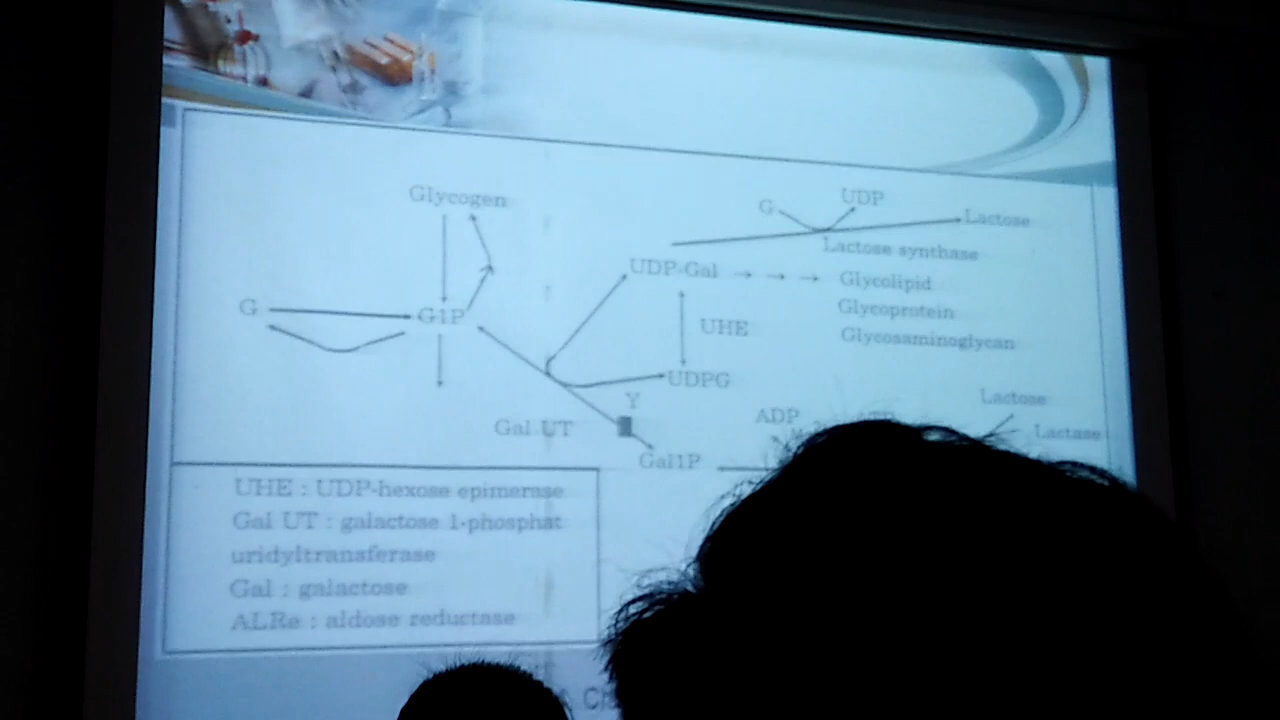 Glycogen
G
UDP
Lactose
Lactose synthase
UDP-Gal
Glycolipid
G
G1P
Glycoprotein
UHE
Glycosaminoglycan
UDPG
Y
Lactose
ADP
Gal UT
Lactase
Gal1P
UHE : UDP-hexose epimerase
Gal UT : galactose 1-phosphat
uridyltransferase
Gal : galactose
ALRe : aldose reductase